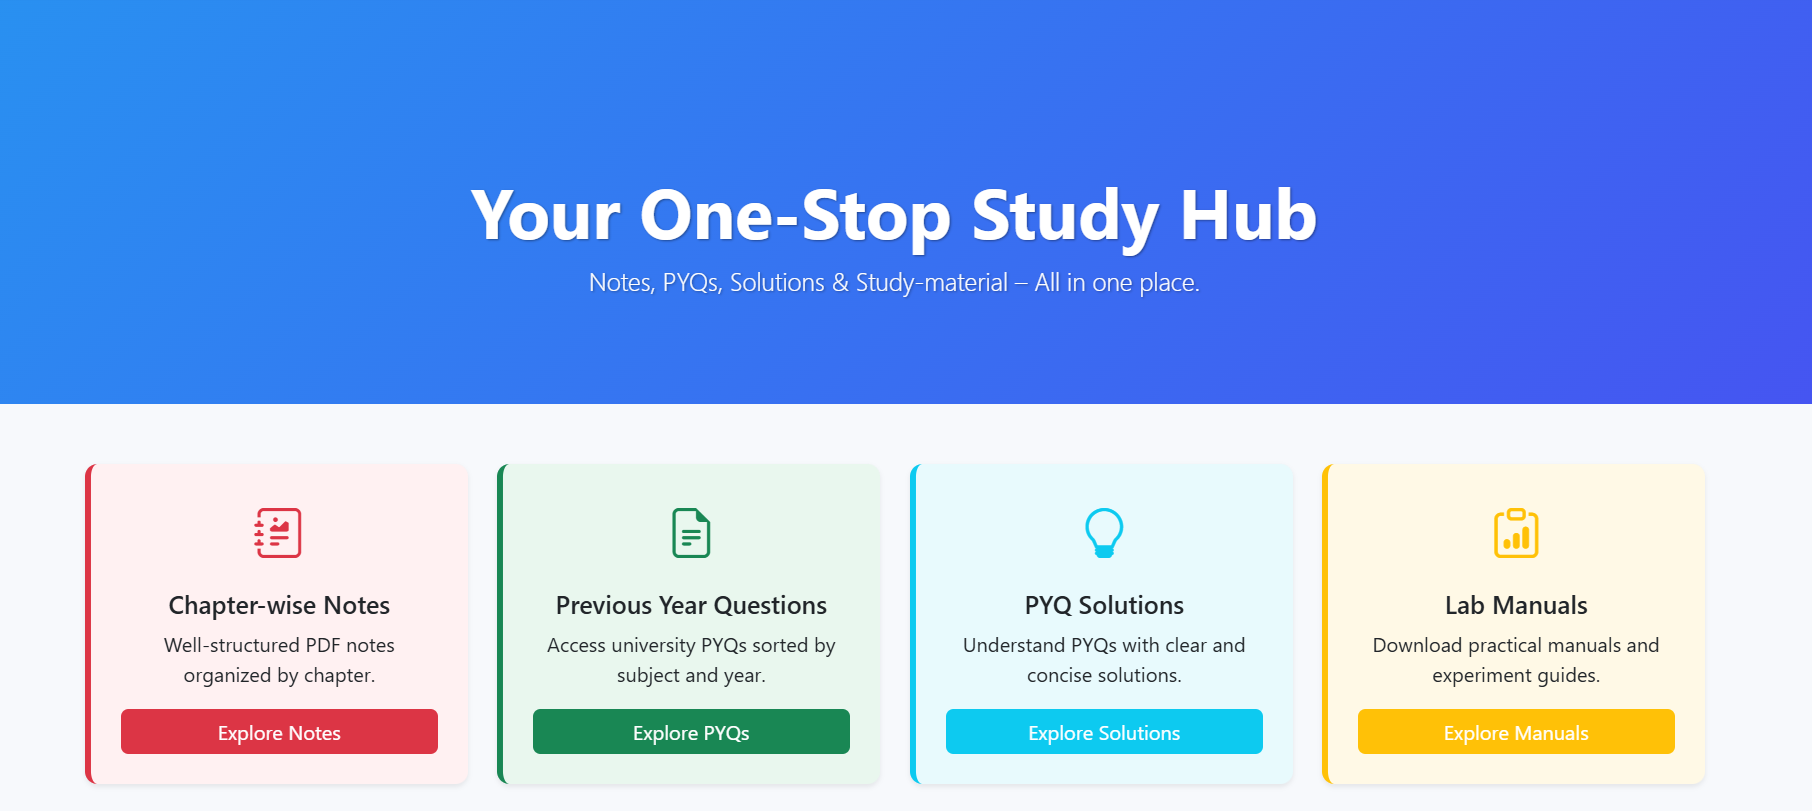 Your One-Stop Study Hub
Notes, PYQs, Solutions & Study-material – All in one place.
Chapter-wise Notes
Well-structured PDF notes
organized by chapter.
Explore Notes
Previous Year Questions
Access university PYQs sorted by
subject and year.
Explore PYQs
PYQ Solutions
Understand PYQs with clear and
concise solutions.
Explore Solutions
Lab Manuals
Download practical manuals and
experiment guides.
Explore Manuals